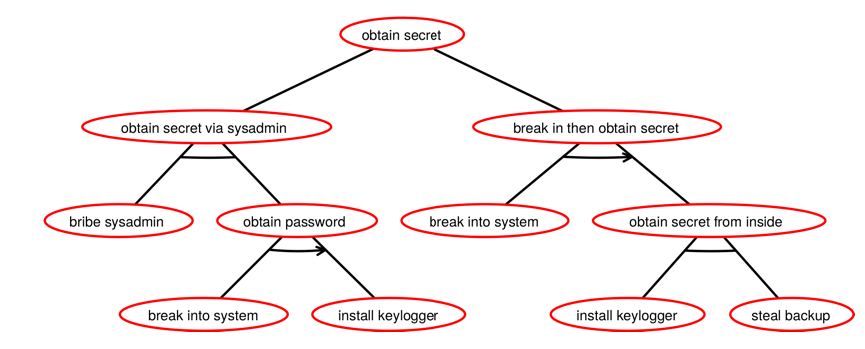 obtain secret
obtain secret via sysadmin
break in then obtain secret
bribe sysadmin
obtain password
break into system
obtain secret from inside
break into system
install keylogger
install keylogger
steal backup